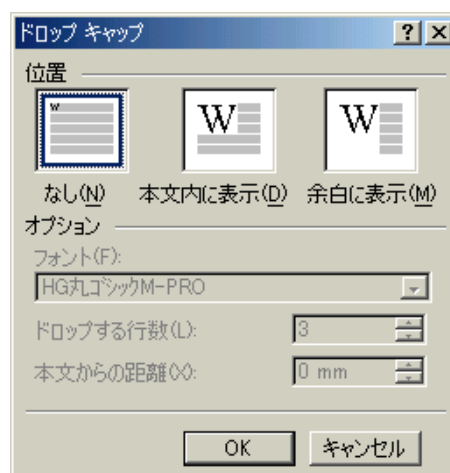 ドロップ キャップ
位置
W
W
W
なし(N)
本文内に表示(D)
余白に表示(M)
オプション
フォント(F):
HG丸ゴシックM-PRO
ドロップする行数(L):
3
本文からの距離(X):
0 mm
OK
キャンセル